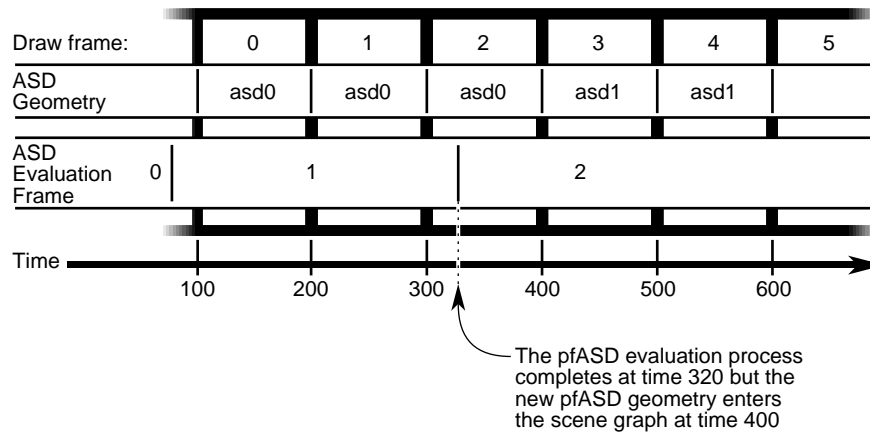 Draw frame: 0 1 2 3 4 5
ASD
Geometry
asd0 asd0 asd0 asd1 asd1
ASD
Evaluation
Frame
0 1 2
Time
100 200 300 400 500 600
The pfASD evaluation process
completes at time 320 but the
new pfASD geometry enters
the scene graph at time 400